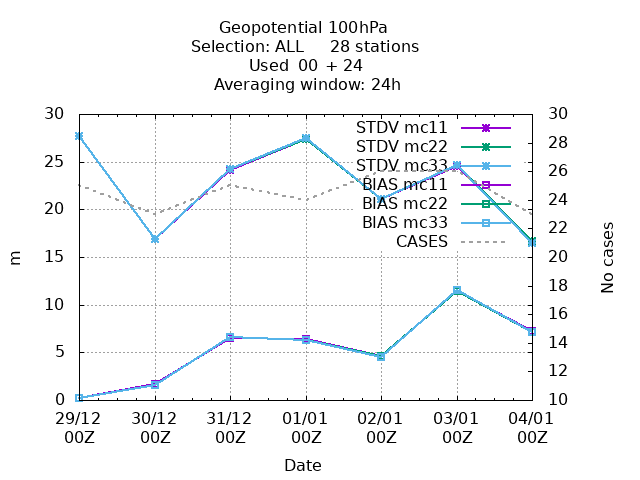 Geopotential 100hPa
Selection: ALL     28 stations
Used  00  + 24
Averaging window: 24h
30
25
20
15
10
5
0
m
30
28
26
24
22
20
18
16
14
12
10
No cases
STDV mc11
STDV mc22
STDV mc33
BIAS mc11
BIAS mc22
BIAS mc33
CASES
29/12 30/12 31/12 01/01 02/01 03/01 04/01
00Z 00Z 00Z 00Z 00Z 00Z 00Z
Date